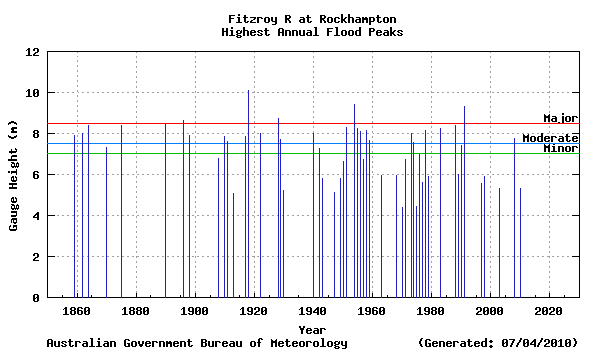 Fitzroy R at Rockhampton
Highest Annual Flood Peaks
12
10
8
6
4
2
0
Gauge Height (m)
Major
Moderate
Minor
1860 1880 1900 1920 1940 1960 1980 2000 2020
Year
Australian Government Bureau of Meteorology (Generated: 07/04/2010)